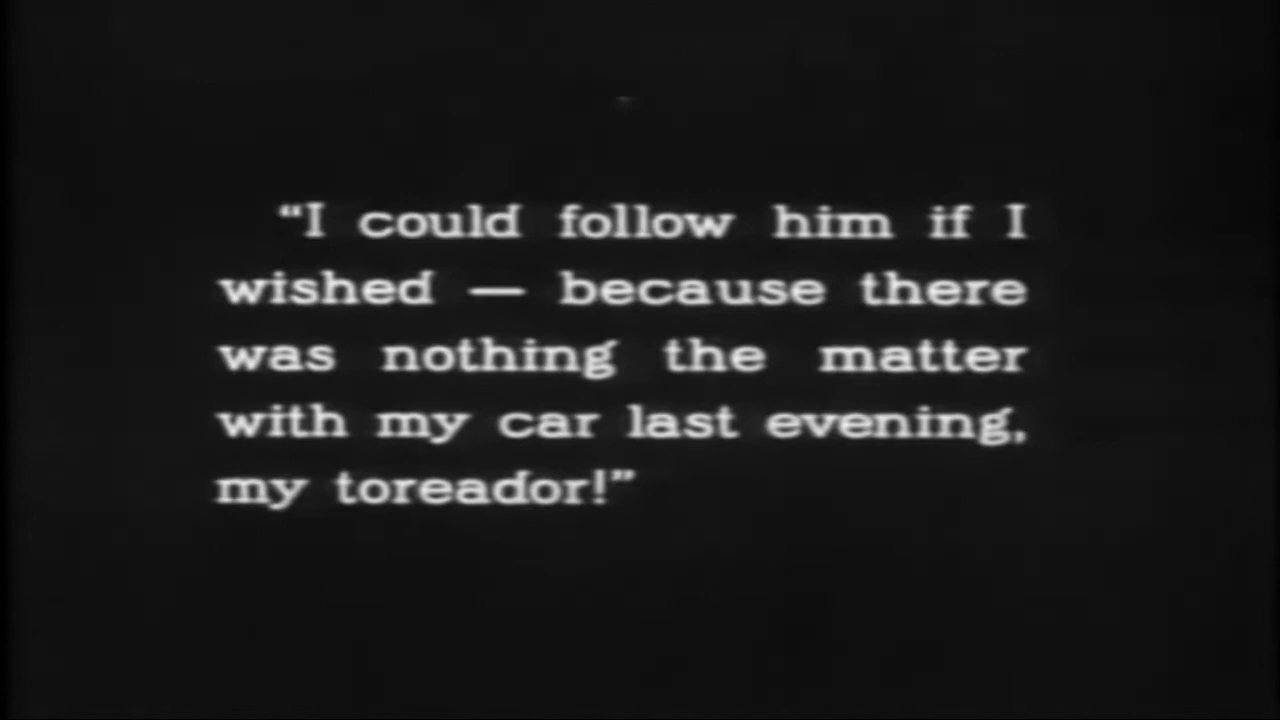 “I could follow him if I
wished — because there
was nothing the matter
with my car last evening,
my toreador!”